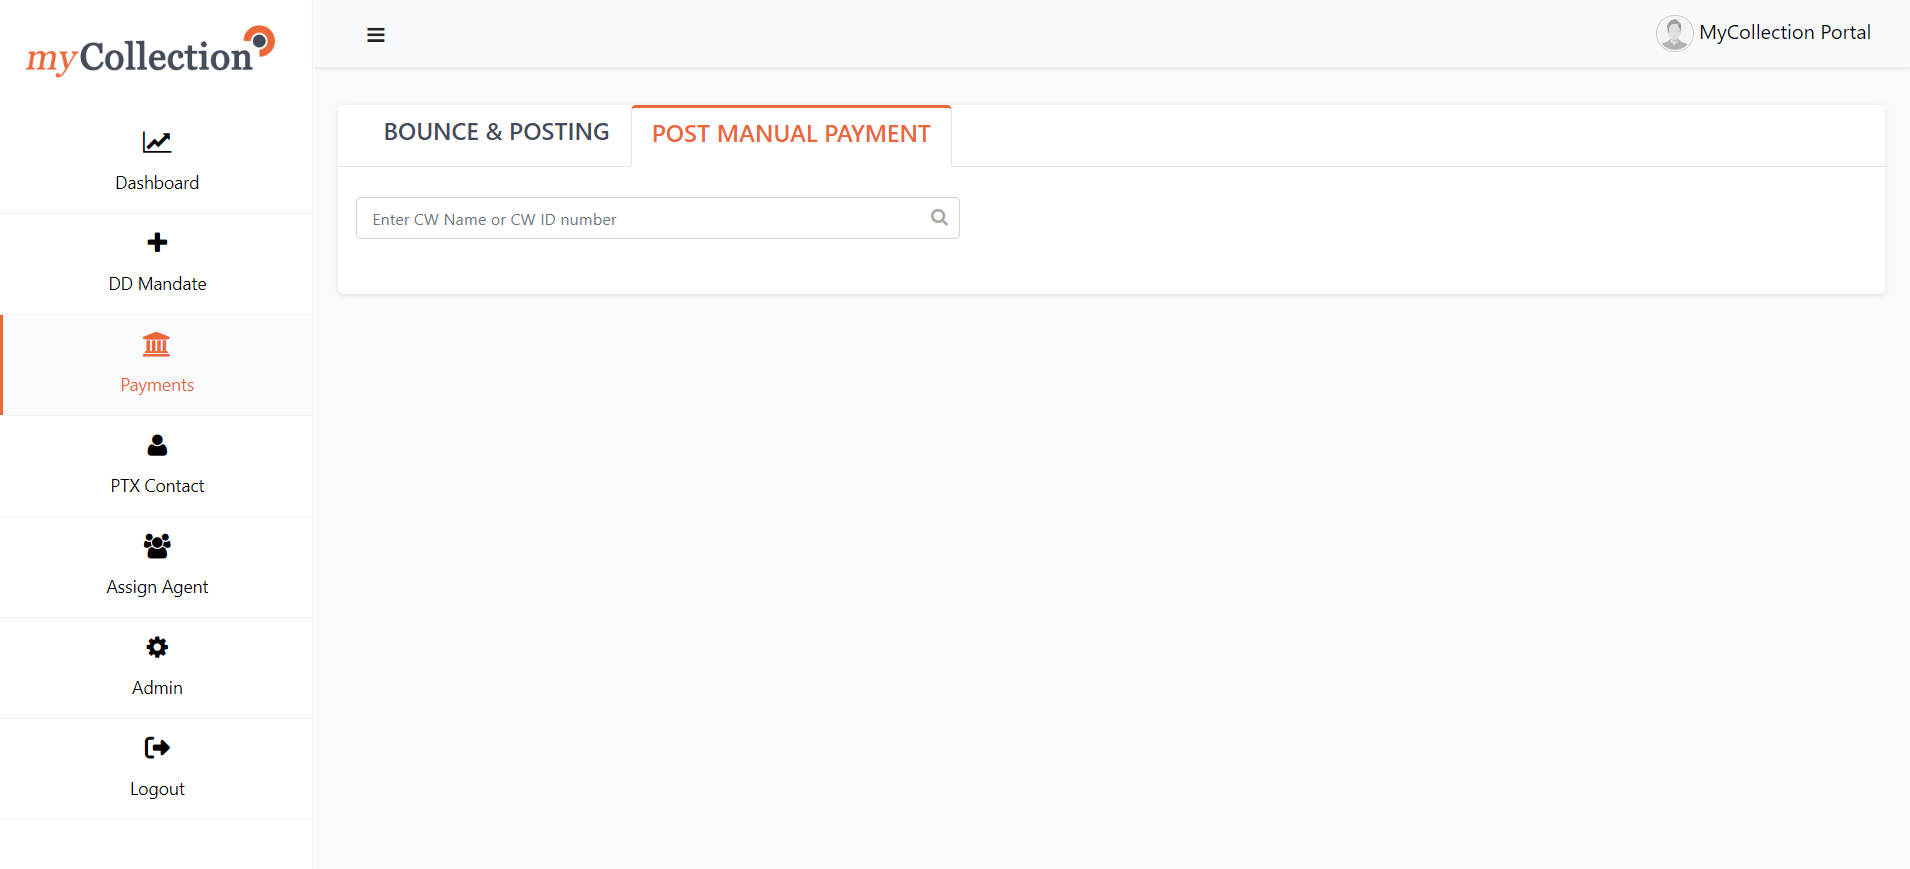 myCollection
MyCollection Portal
Dashboard
DD Mandate
Payments
PTX Contact
Assign Agent
Admin
Logout
BOUNCE & POSTING
POST MANUAL PAYMENT
Enter CW Name or CW ID number